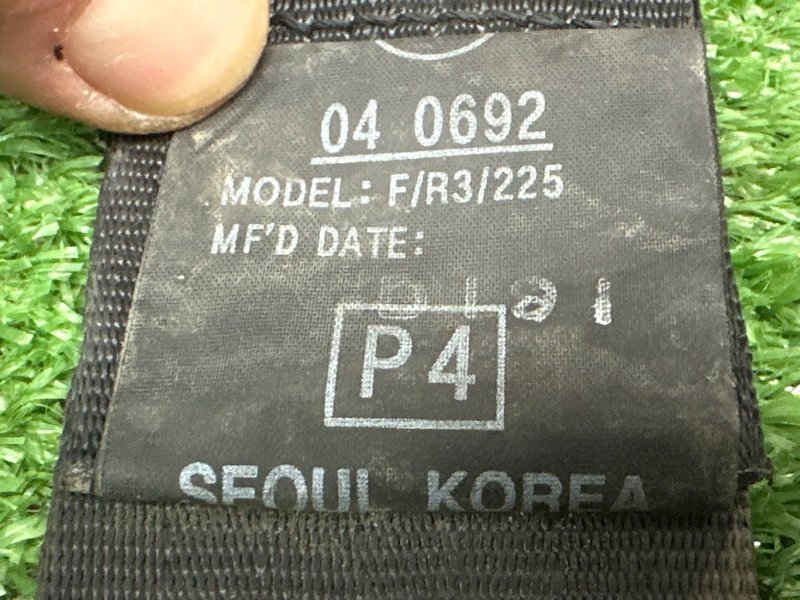 04 0692
MODEL: F/R3/225
MF'D DATE:
P4
SEOUL KOREA